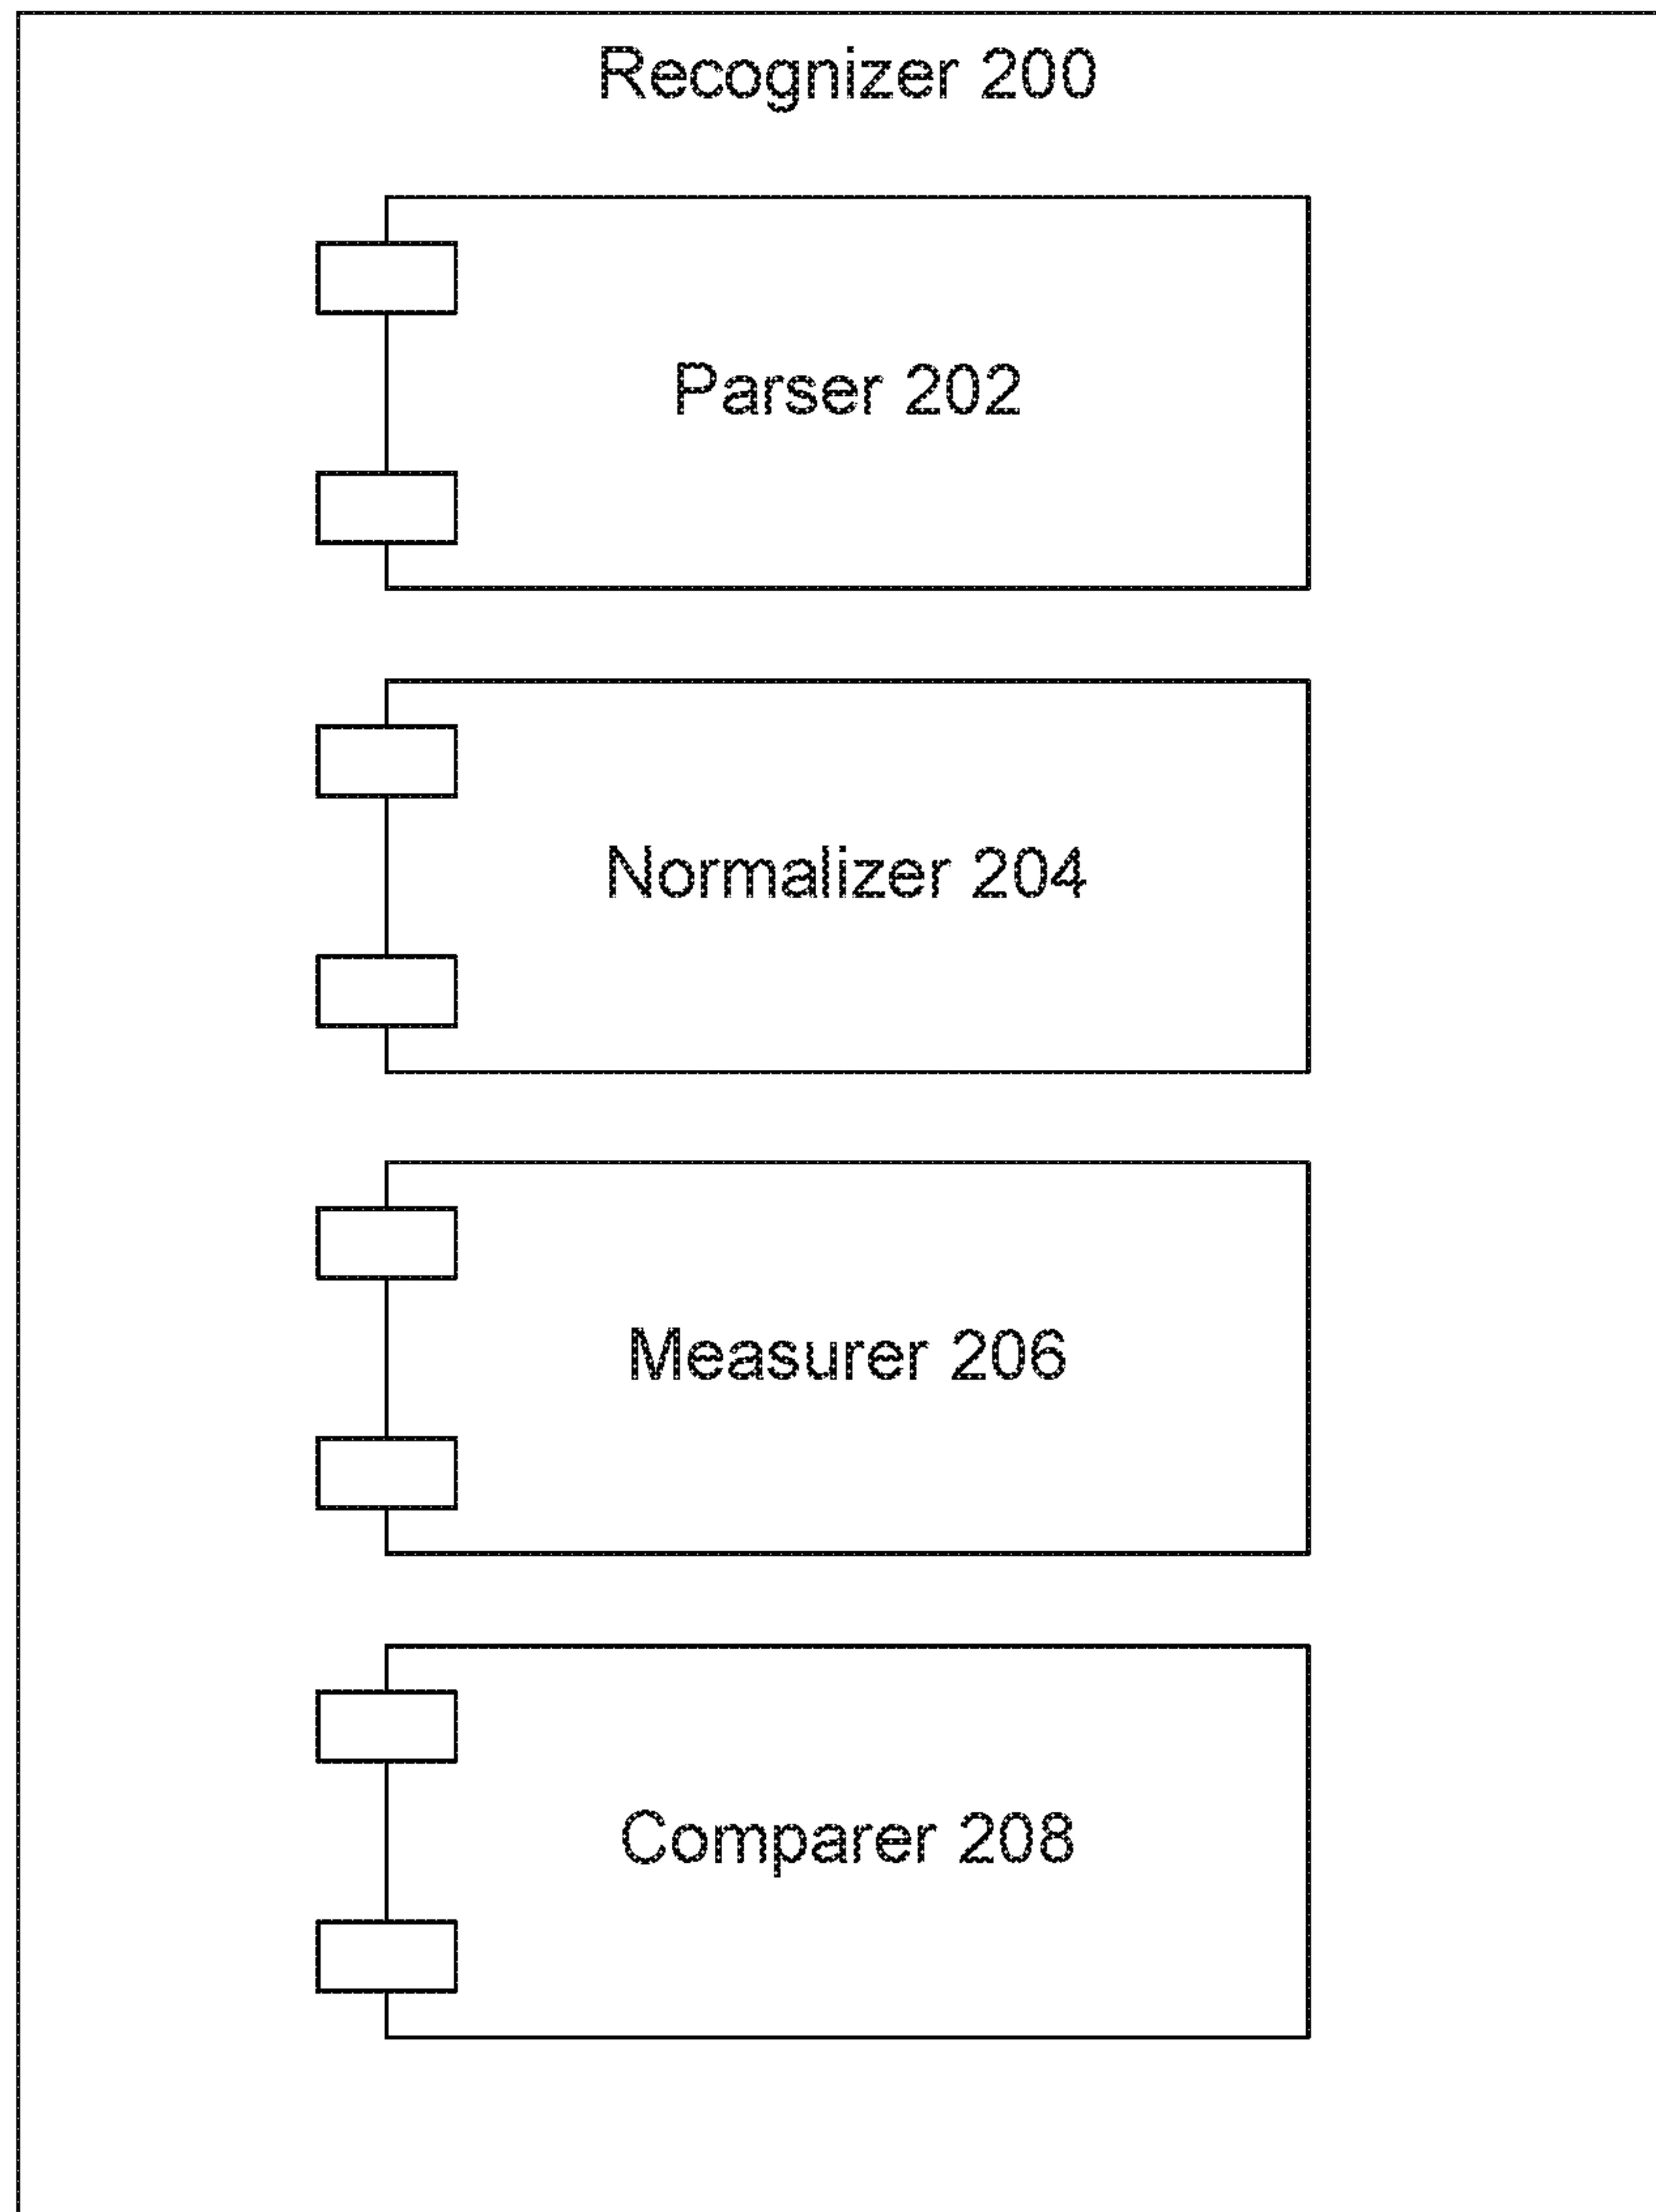 Recognizer 200
Parser 202
Normalizer 204
Measurer 206
Comparer 208